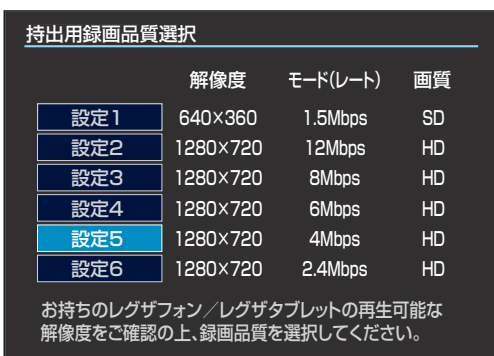 持出用録画品質選択
解像度 モード(レート) 画質
設定1 640×360 1.5Mbps SD
設定2 1280×720 12Mbps HD
設定3 1280×720 8Mbps HD
設定4 1280×720 6Mbps HD
設定5 1280×720 4Mbps HD
設定6 1280×720 2.4Mbps HD
お持ちのレグザフォン／レグザタブレットの再生可能な
解像度をご確認の上、録画品質を選択してください。